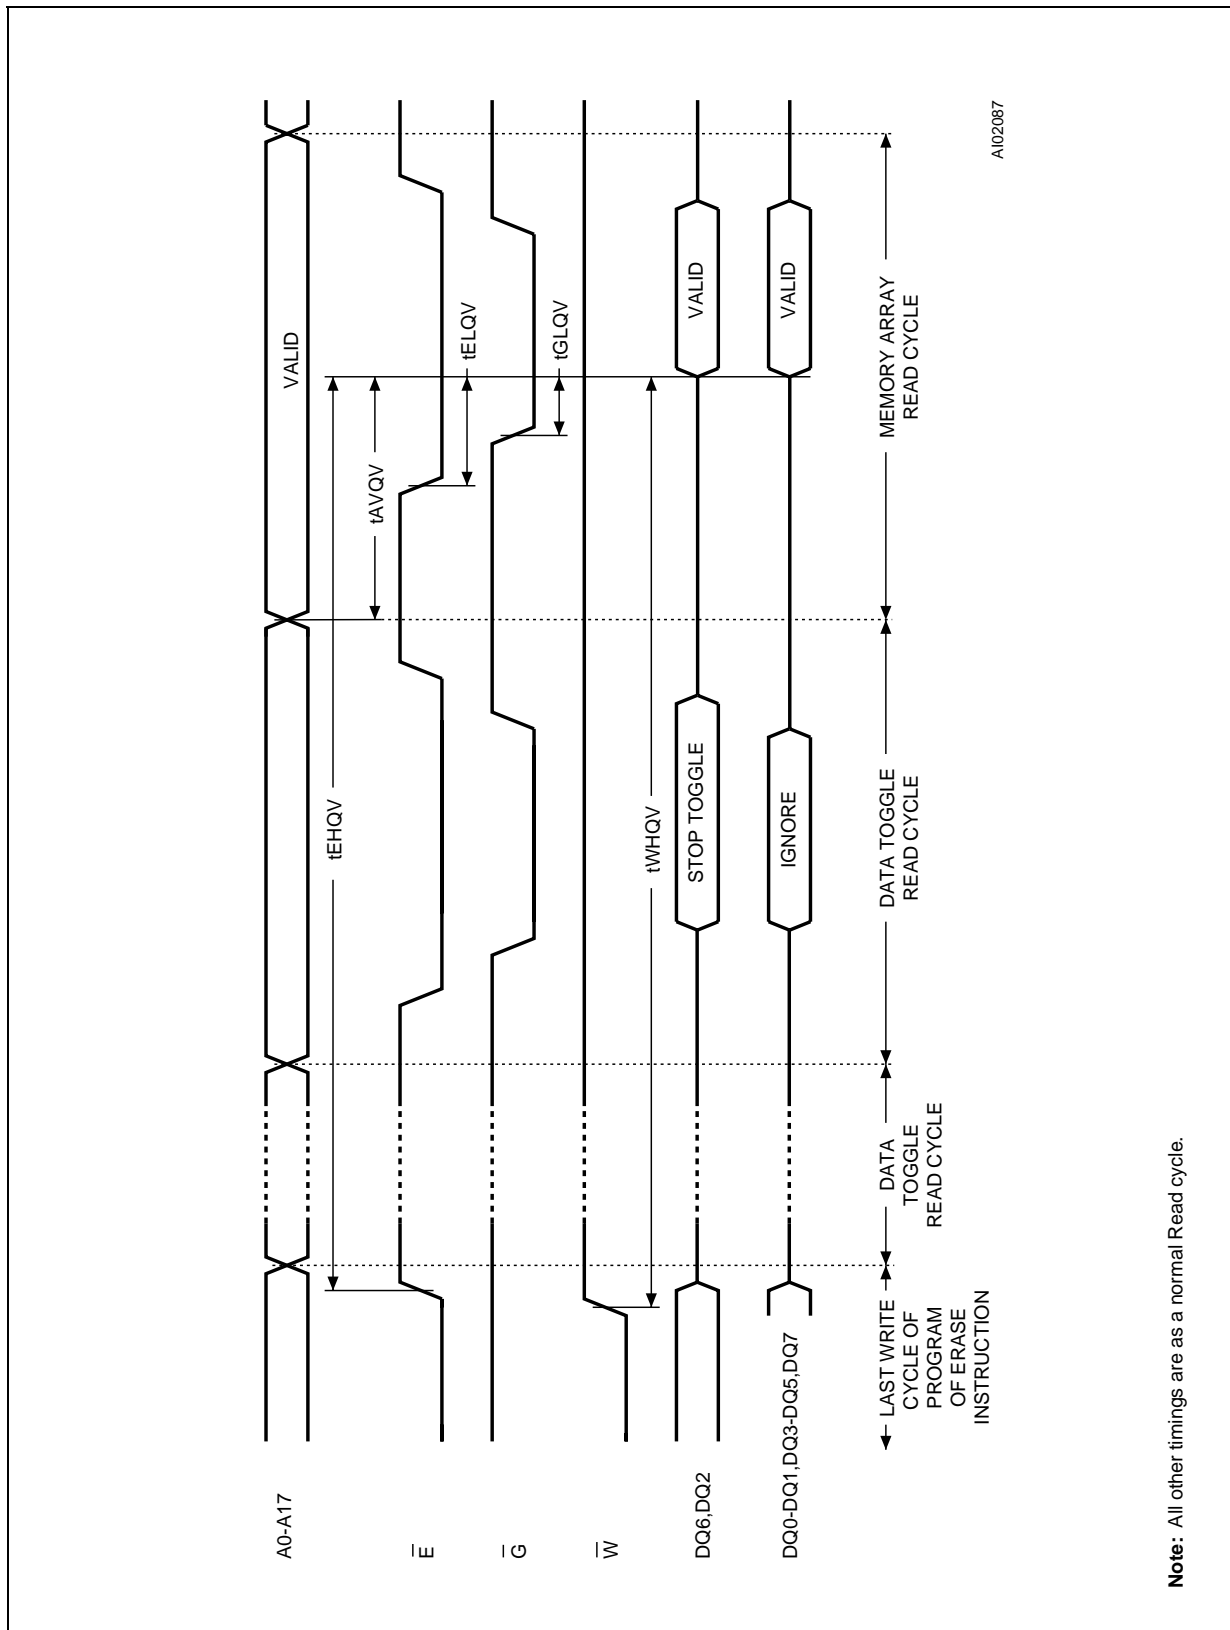 A0-A17
VALID
tEHQV
tAVQV
E
tELQV
G
tGLQV
W
tWHQV
DQ6,DQ2
STOP TOGGLE
VALID
DQ0-DQ1,DQ3-DQ5,DQ7
IGNORE
VALID
LAST WRITE
CYCLE OF
PROGRAM
OF ERASE
INSTRUCTION
DATA
TOGGLE
READ CYCLE
DATA TOGGLE
READ CYCLE
MEMORY ARRAY
READ CYCLE
AI02087
Note: All other timings are as a normal Read cycle.